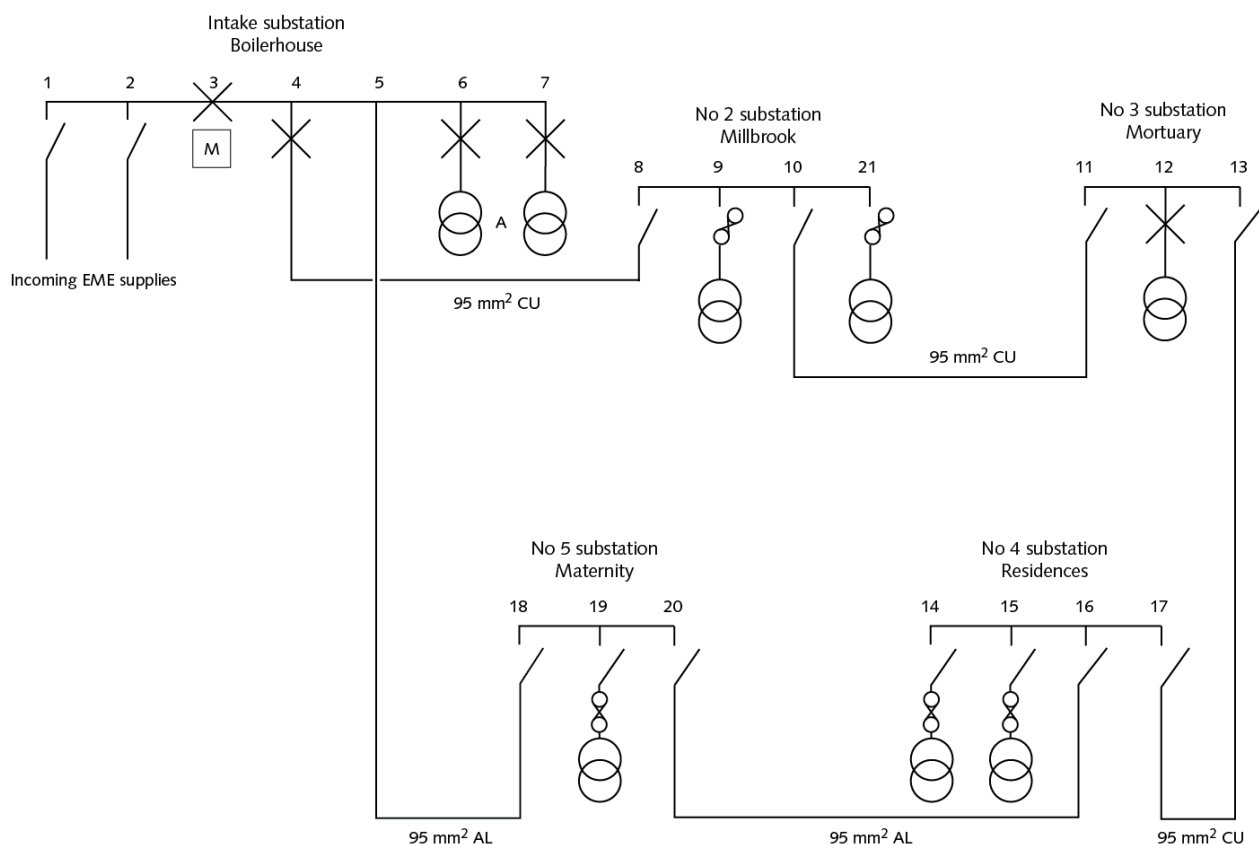 Intake substation
Boilerhouse
1 2 3 4 5 6 7
M
A
Incoming EME supplies
95 mm² CU
No 2 substation
Millbrook
8 9 10 21
95 mm² CU
No 3 substation
Mortuary
11 12 13
No 5 substation
Maternity
18 19 20
No 4 substation
Residences
14 15 16 17
95 mm² AL
95 mm² AL
95 mm² CU